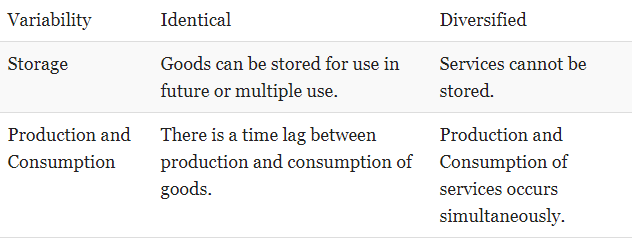 Variability Identical Diversified
Storage Goods can be stored for use in Services cannot be
future or multiple use. stored.
Production and There is a time lag between Production and
Consumption production and consumption of Consumption of
goods. services occurs
simultaneously.